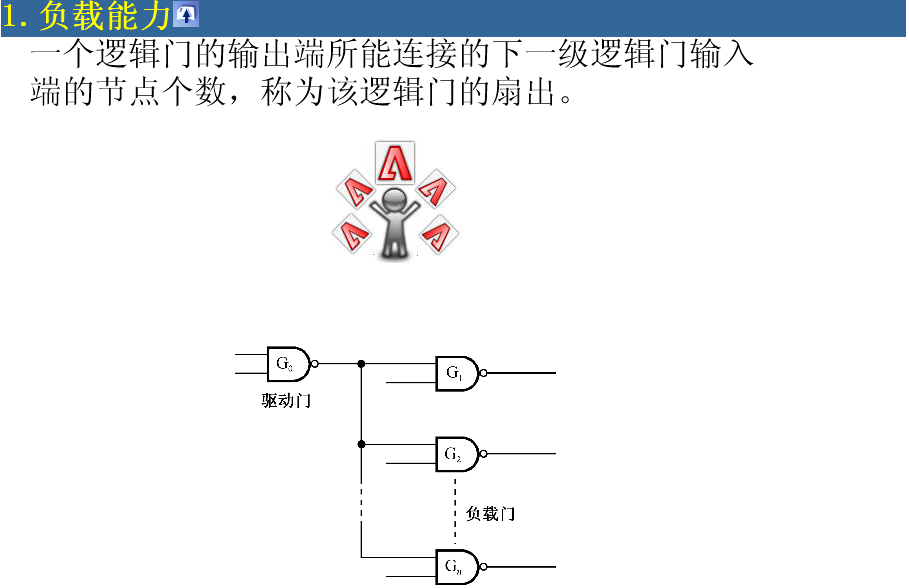 1.负载能力
一个逻辑门的输出端所能连接的下一级逻辑门输入
端的节点个数，称为该逻辑门的扇出。
G0
驱动门
G1
G2
负载门
Gn